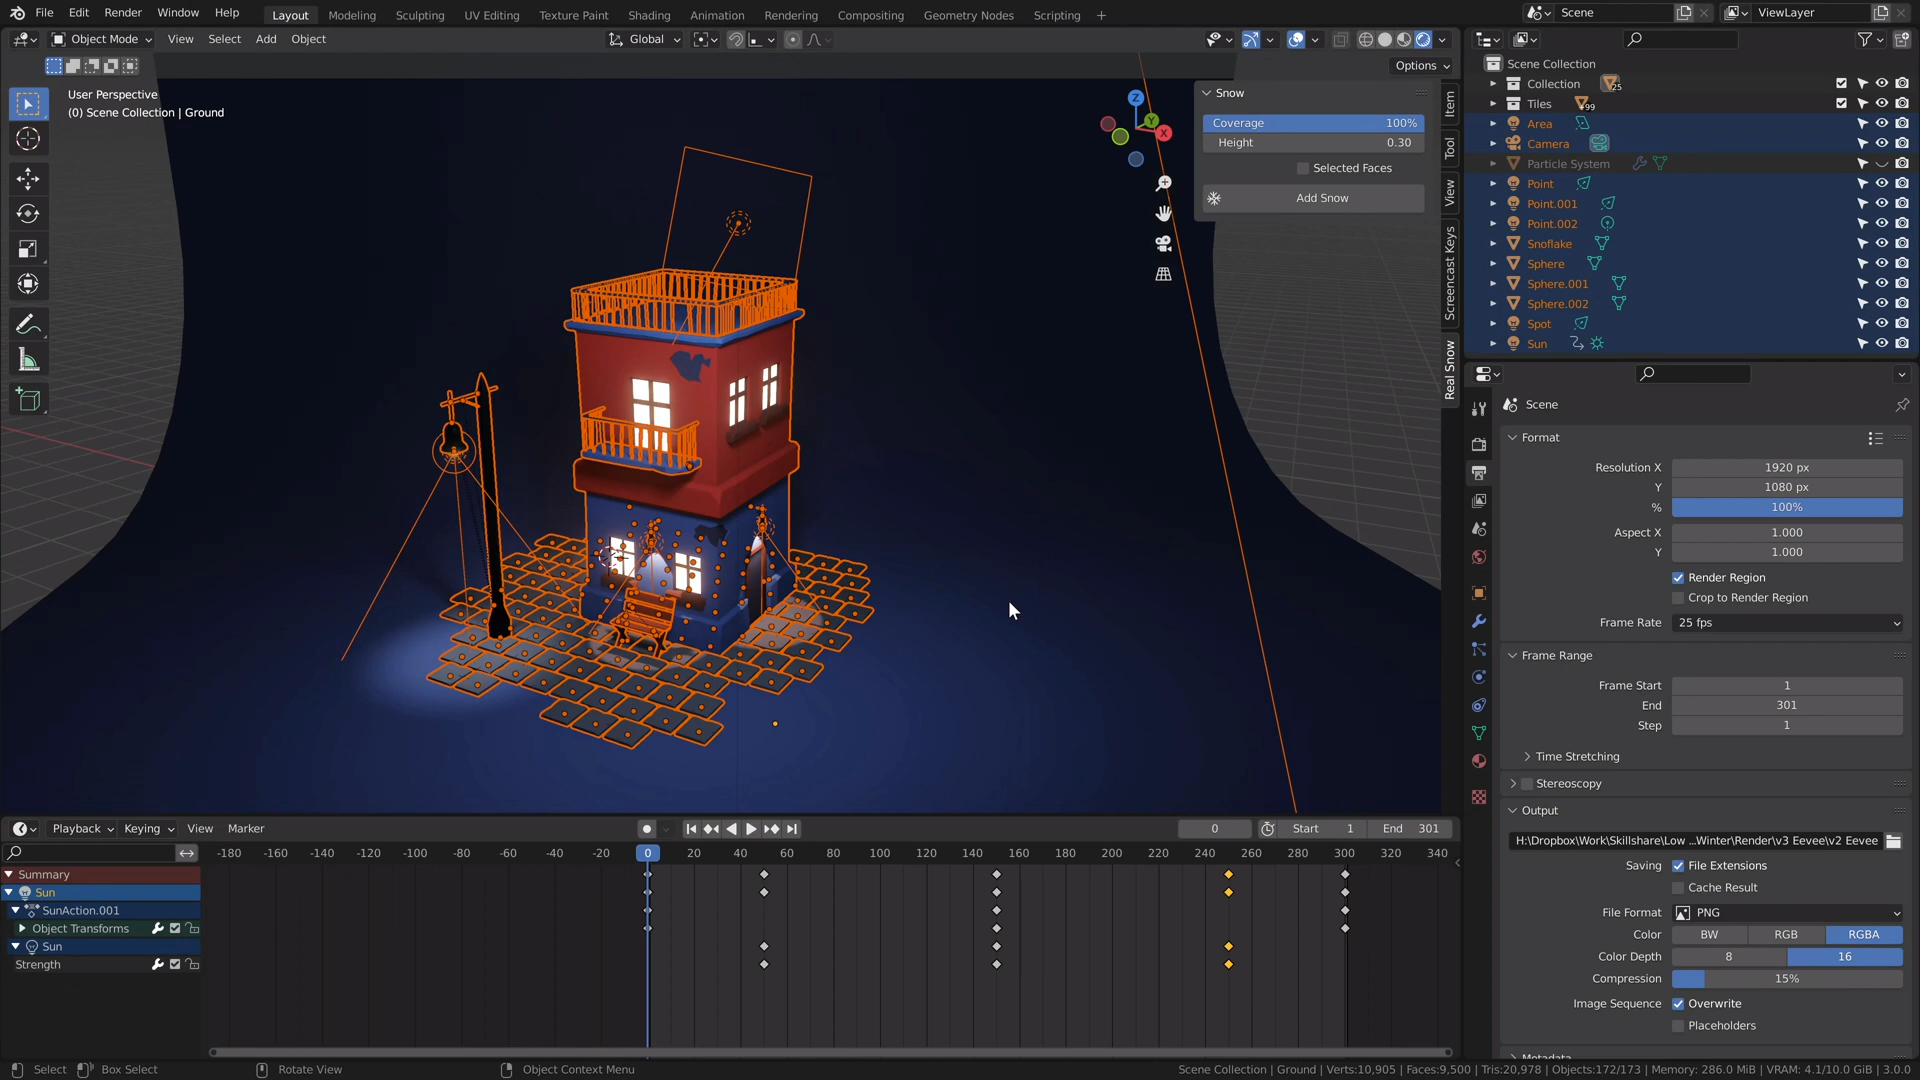 File Edit Render Window Help Layout Modeling Sculpting UV Editing Texture Paint Shading Animation Rendering Compositing Geometry Nodes Scripting + Scene ViewLayer
Object Mode View Select Add Object Global
Options
User Perspective
(0) Scene Collection | Ground
Z
Y
X
Snow
Coverage 100%
Height 0.30
Selected Faces
Add Snow
Item
Tool
View
Screencast Keys
Real Snow
Scene Collection
Collection 25
Tiles +99
Area
Camera
Particle System
Point
Point.001
Point.002
Snoflake
Sphere
Sphere.001
Sphere.002
Spot
Sun
Scene
Format
Resolution X 1920 px
Y 1080 px
% 100%
Aspect X 1.000
Y 1.000
Render Region
Crop to Render Region
Frame Rate 25 fps
Frame Range
Frame Start 1
End 301
Step 1
Time Stretching
Stereoscopy
Output
H:\Dropbox\Work\Skillshare\Low ...Winter\Render\v3 Eevee\v2 Eevee
Saving File Extensions
Cache Result
File Format PNG
Color BW RGB RGBA
Color Depth 8 16
Compression 15%
Image Sequence Overwrite
Placeholders
Metadata
Playback Keying View Marker 0 Start 1 End 301
-180 -160 -140 -120 -100 -80 -60 -40 -20 0 20 40 60 80 100 120 140 160 180 200 220 240 260 280 300 320 340
Summary
Sun
SunAction.001
Object Transforms
Sun
Strength
Select Box Select Rotate View Object Context Menu Scene Collection | Ground | Verts:10,905 | Faces:9,500 | Tris:20,978 | Objects:172/173 | Memory: 286.0 MiB | VRAM: 4.1/10.0 GiB | 3.0.0